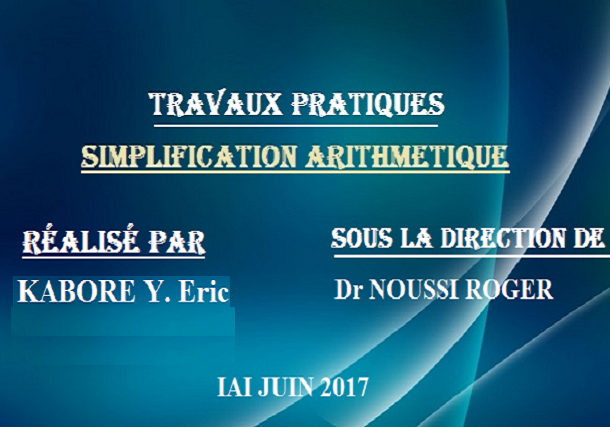 TRAVAUX PRATIQUES
SIMPLIFICATION ARITHMETIQUE
RÉALISÉ PAR
KABORE Y. Eric
SOUS LA DIRECTION DE
Dr NOUSSI ROGER
IAI JUIN 2017